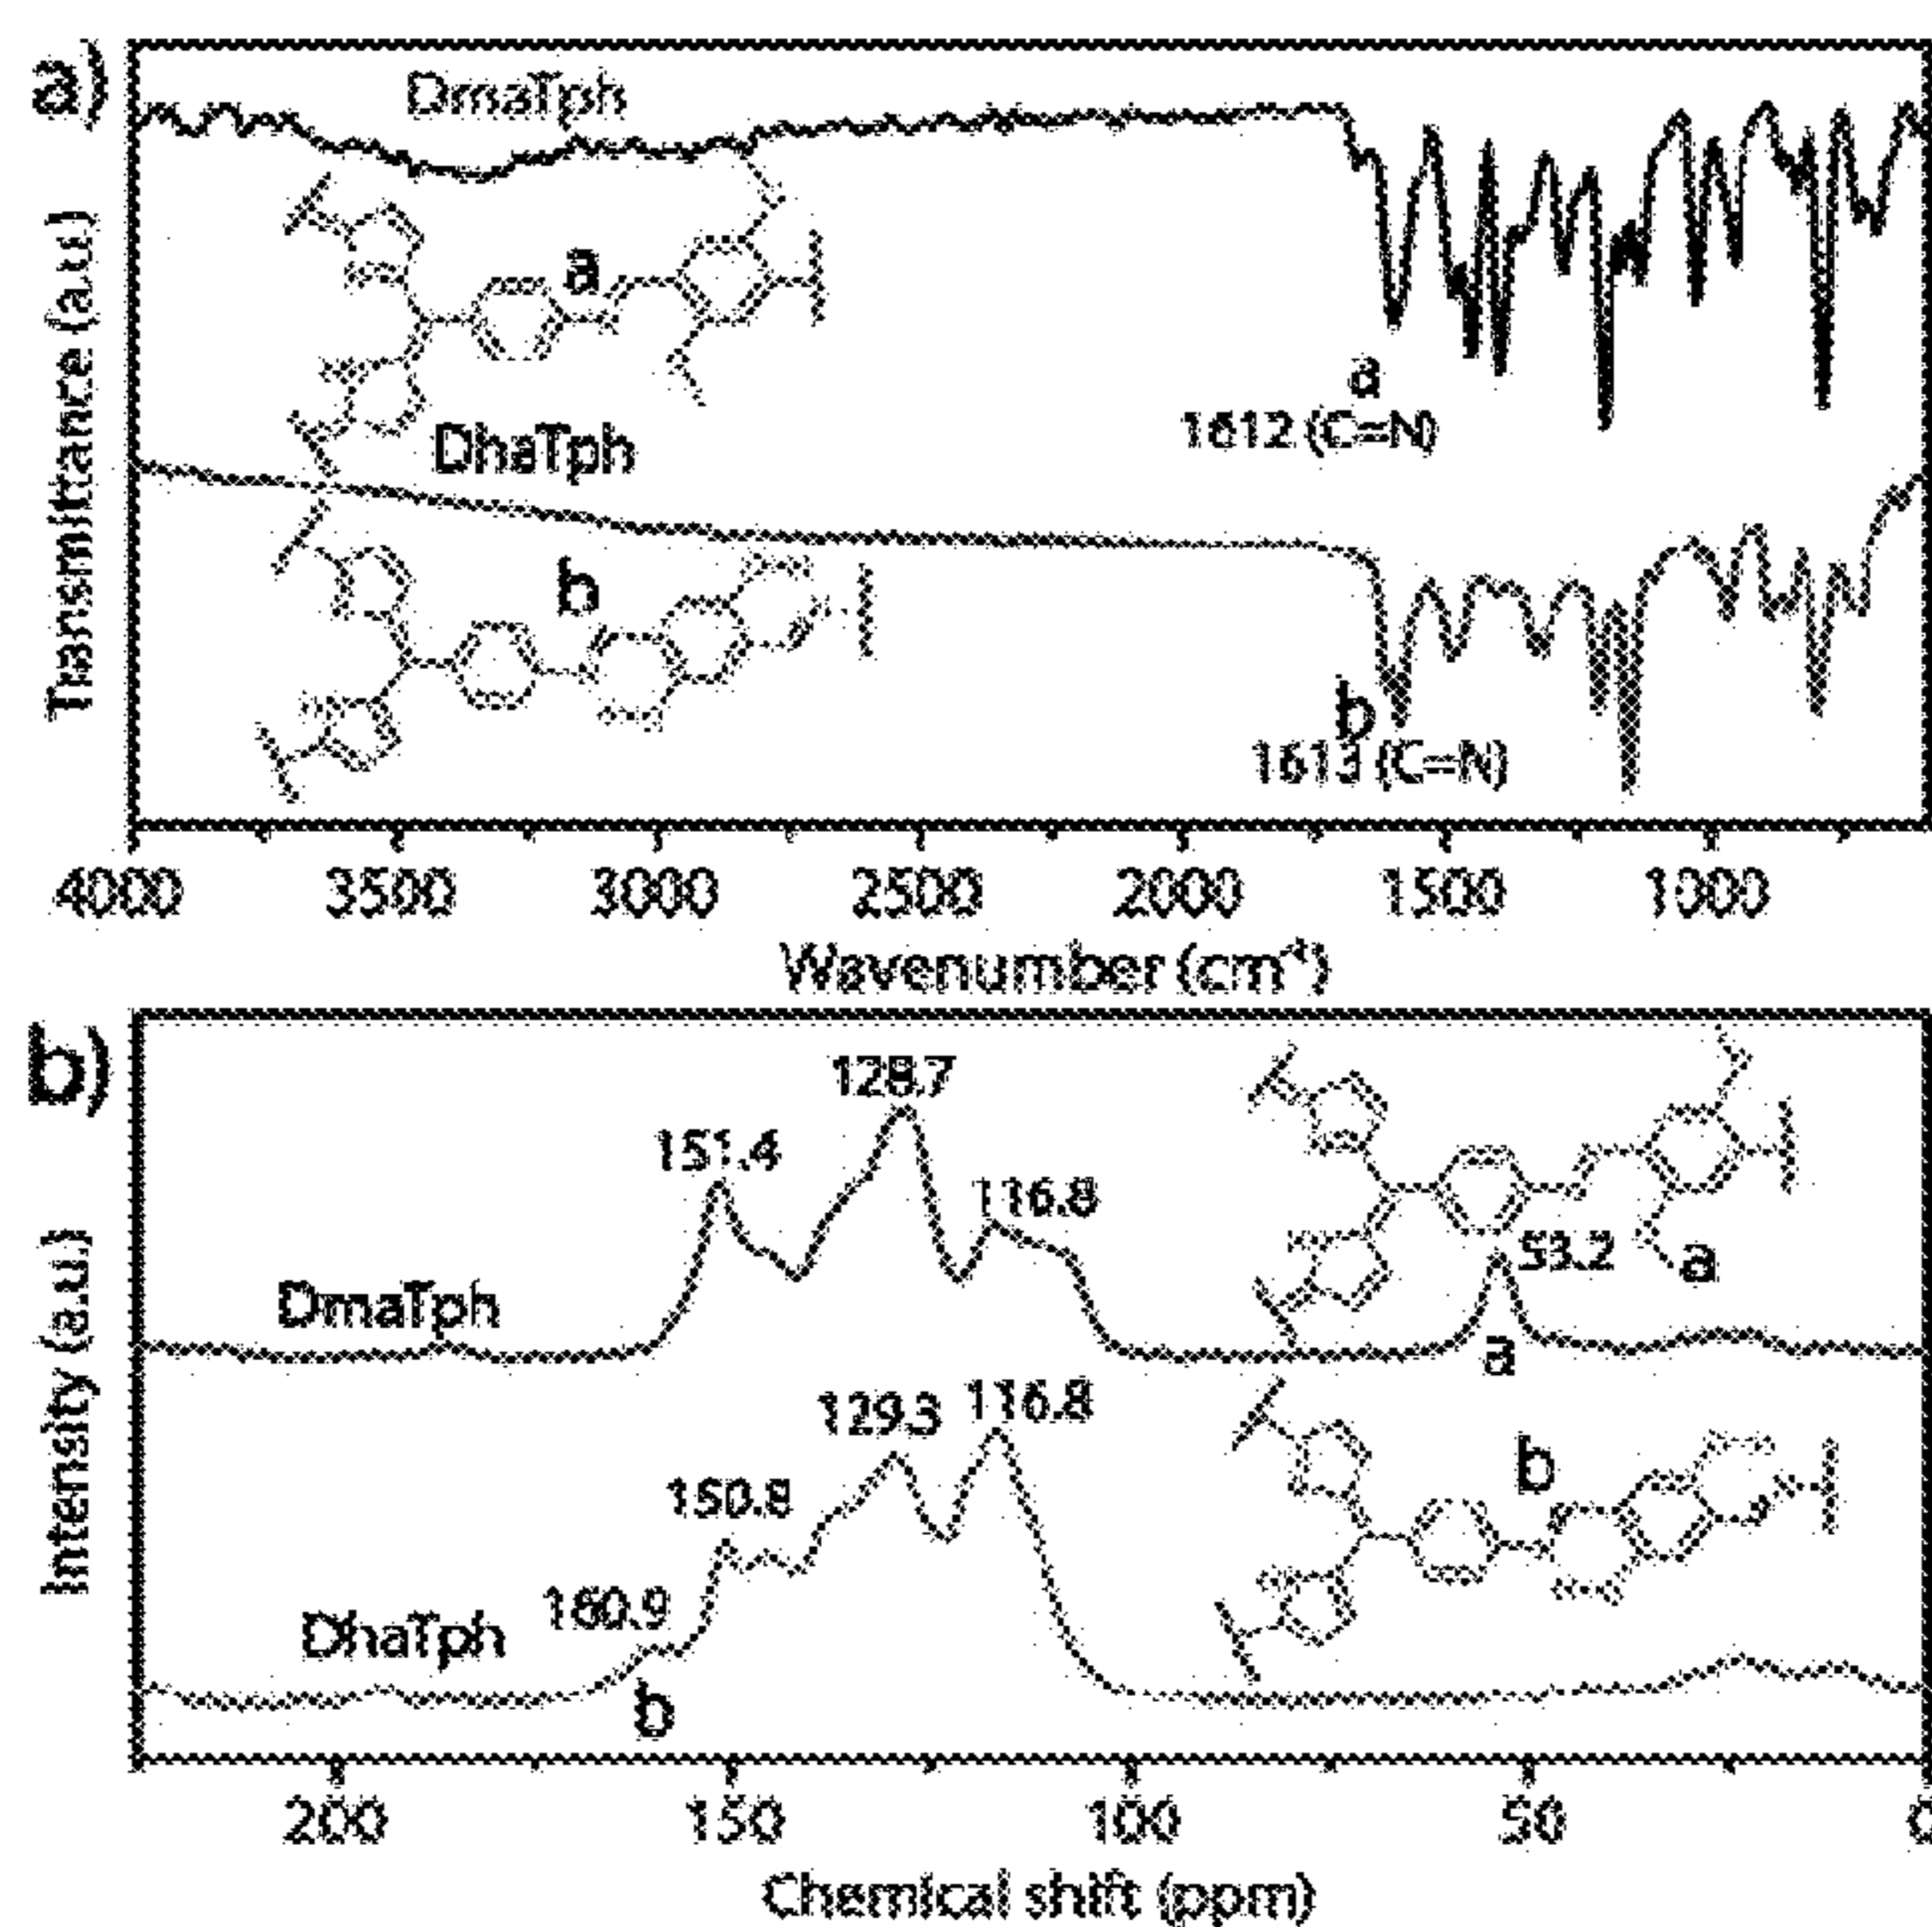 a)
DmaTph
a
a
1612 (C=N)
DhaTph
b
b
1613 (C=N)
Transmittance (a.u)
4000 3500 3000 2500 2000 1500 1000
Wavenumber (cm⁻¹)
b)
128.7
151.4
116.8
53.2
a
DmaTph
a
129.3 116.8
b
150.8
160.9
DhaTph
b
Intensity (a.u.)
200 150 100 50 0
Chemical shift (ppm)